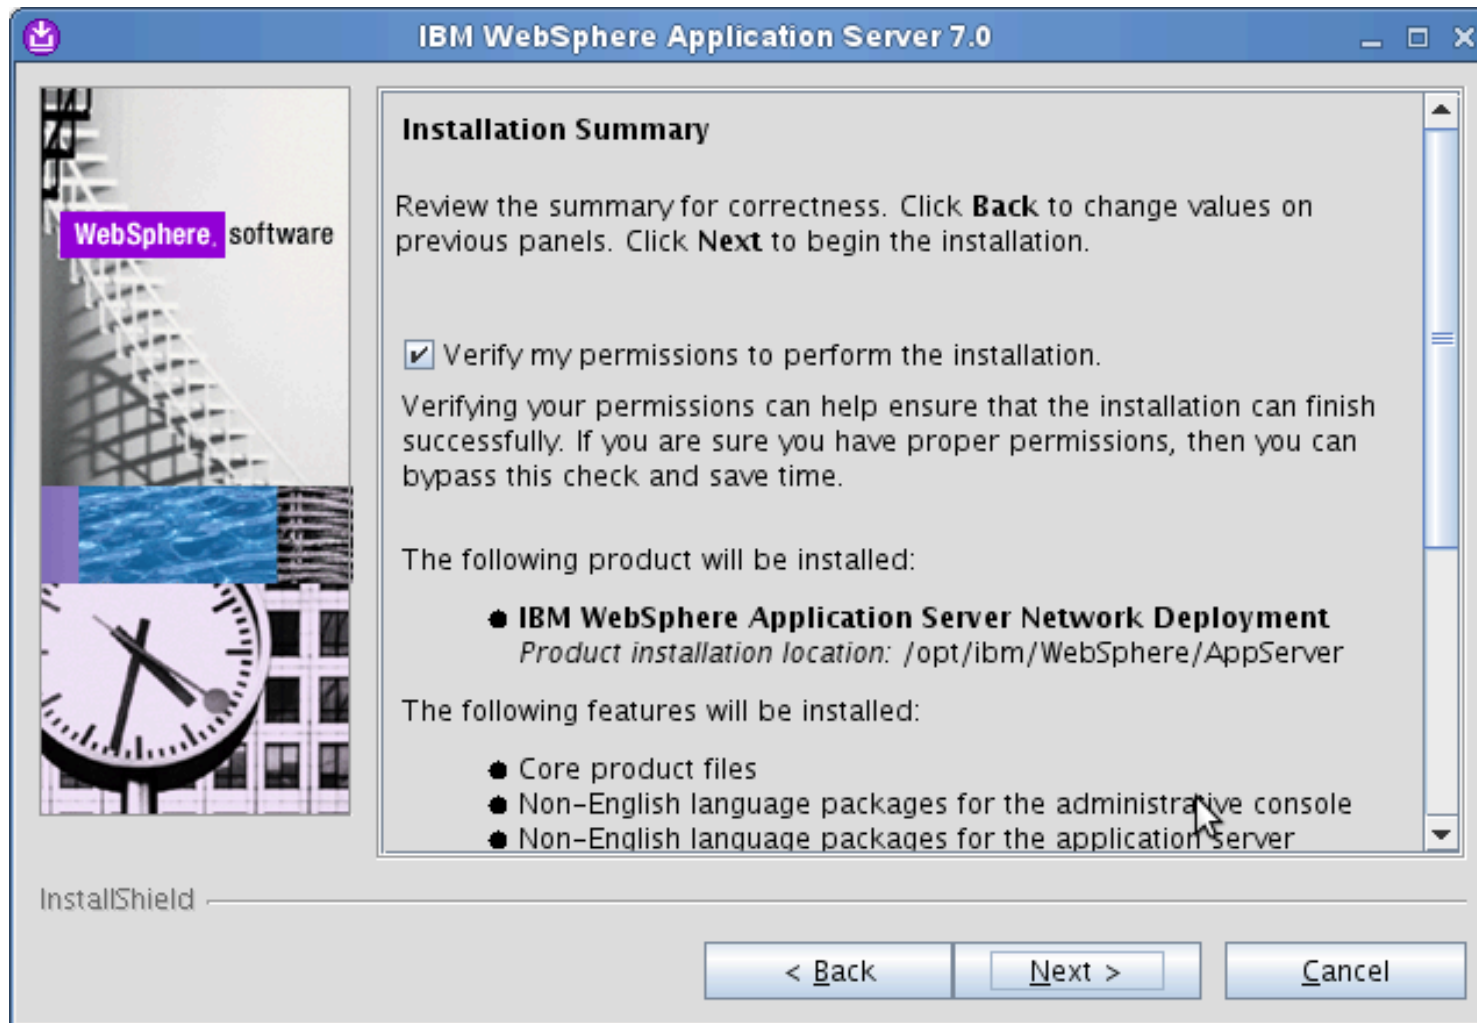 IBM WebSphere Application Server 7.0
WebSphere. software
Installation Summary
Review the summary for correctness. Click Back to change values on
previous panels. Click Next to begin the installation.
Verify my permissions to perform the installation.
Verifying your permissions can help ensure that the installation can finish
successfully. If you are sure you have proper permissions, then you can
bypass this check and save time.
The following product will be installed:
● IBM WebSphere Application Server Network Deployment
Product installation location: /opt/ibm/WebSphere/AppServer
The following features will be installed:
● Core product files
● Non-English language packages for the administrative console
● Non-English language packages for the application server
InstallShield
< Back
Next >
Cancel